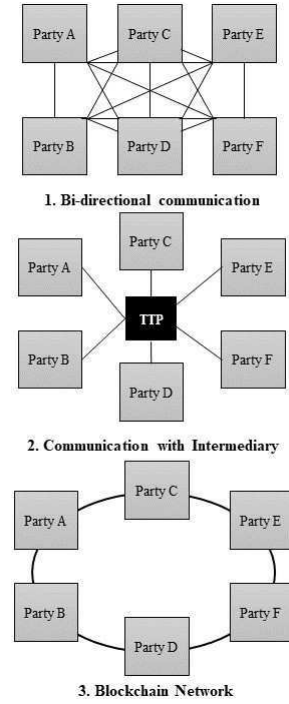 Party A
Party C
Party E
Party B
Party D
Party F
1. Bi-directional communication
Party C
Party A
Party E
TTP
Party B
Party F
Party D
2. Communication with Intermediary
Party C
Party A
Party E
Party B
Party F
Party D
3. Blockchain Network